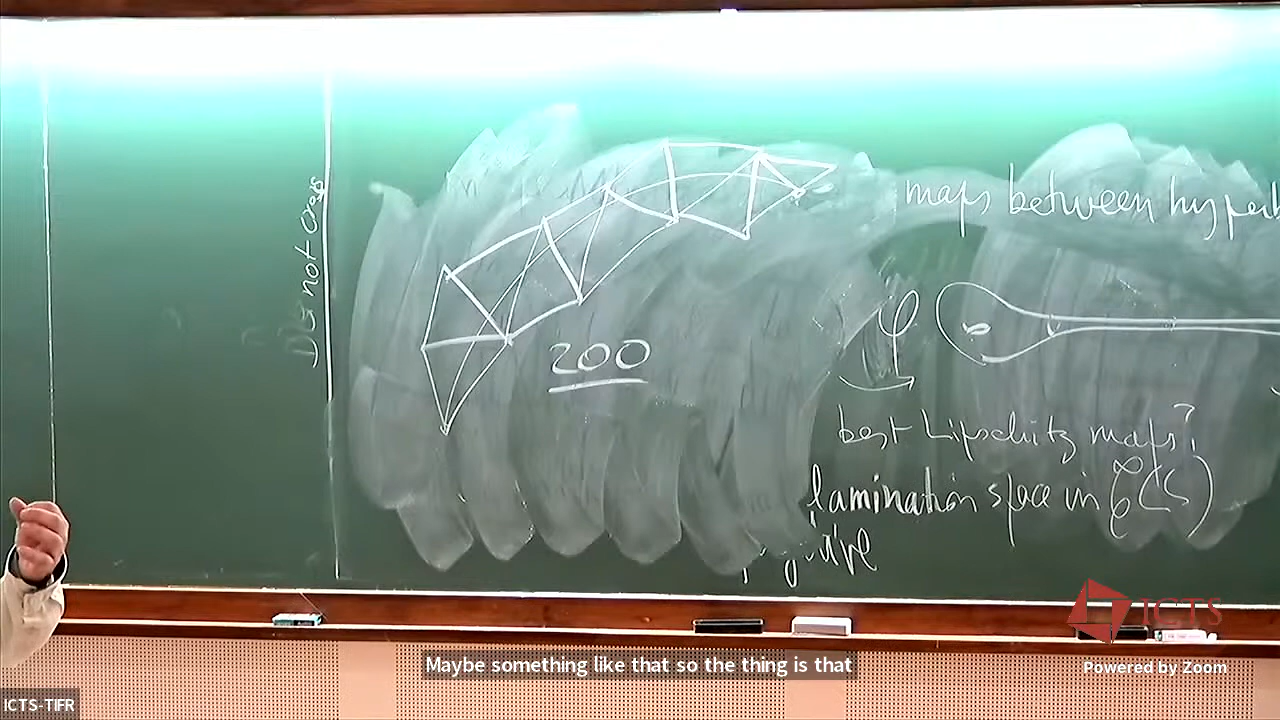 Do not Cross
200
maps between hyperb
φ
best Lipschitz maps?
lamination space in C∞(S)
ICTS
Maybe something like that so the thing is that
Powered by Zoom
ICTS-TIFR